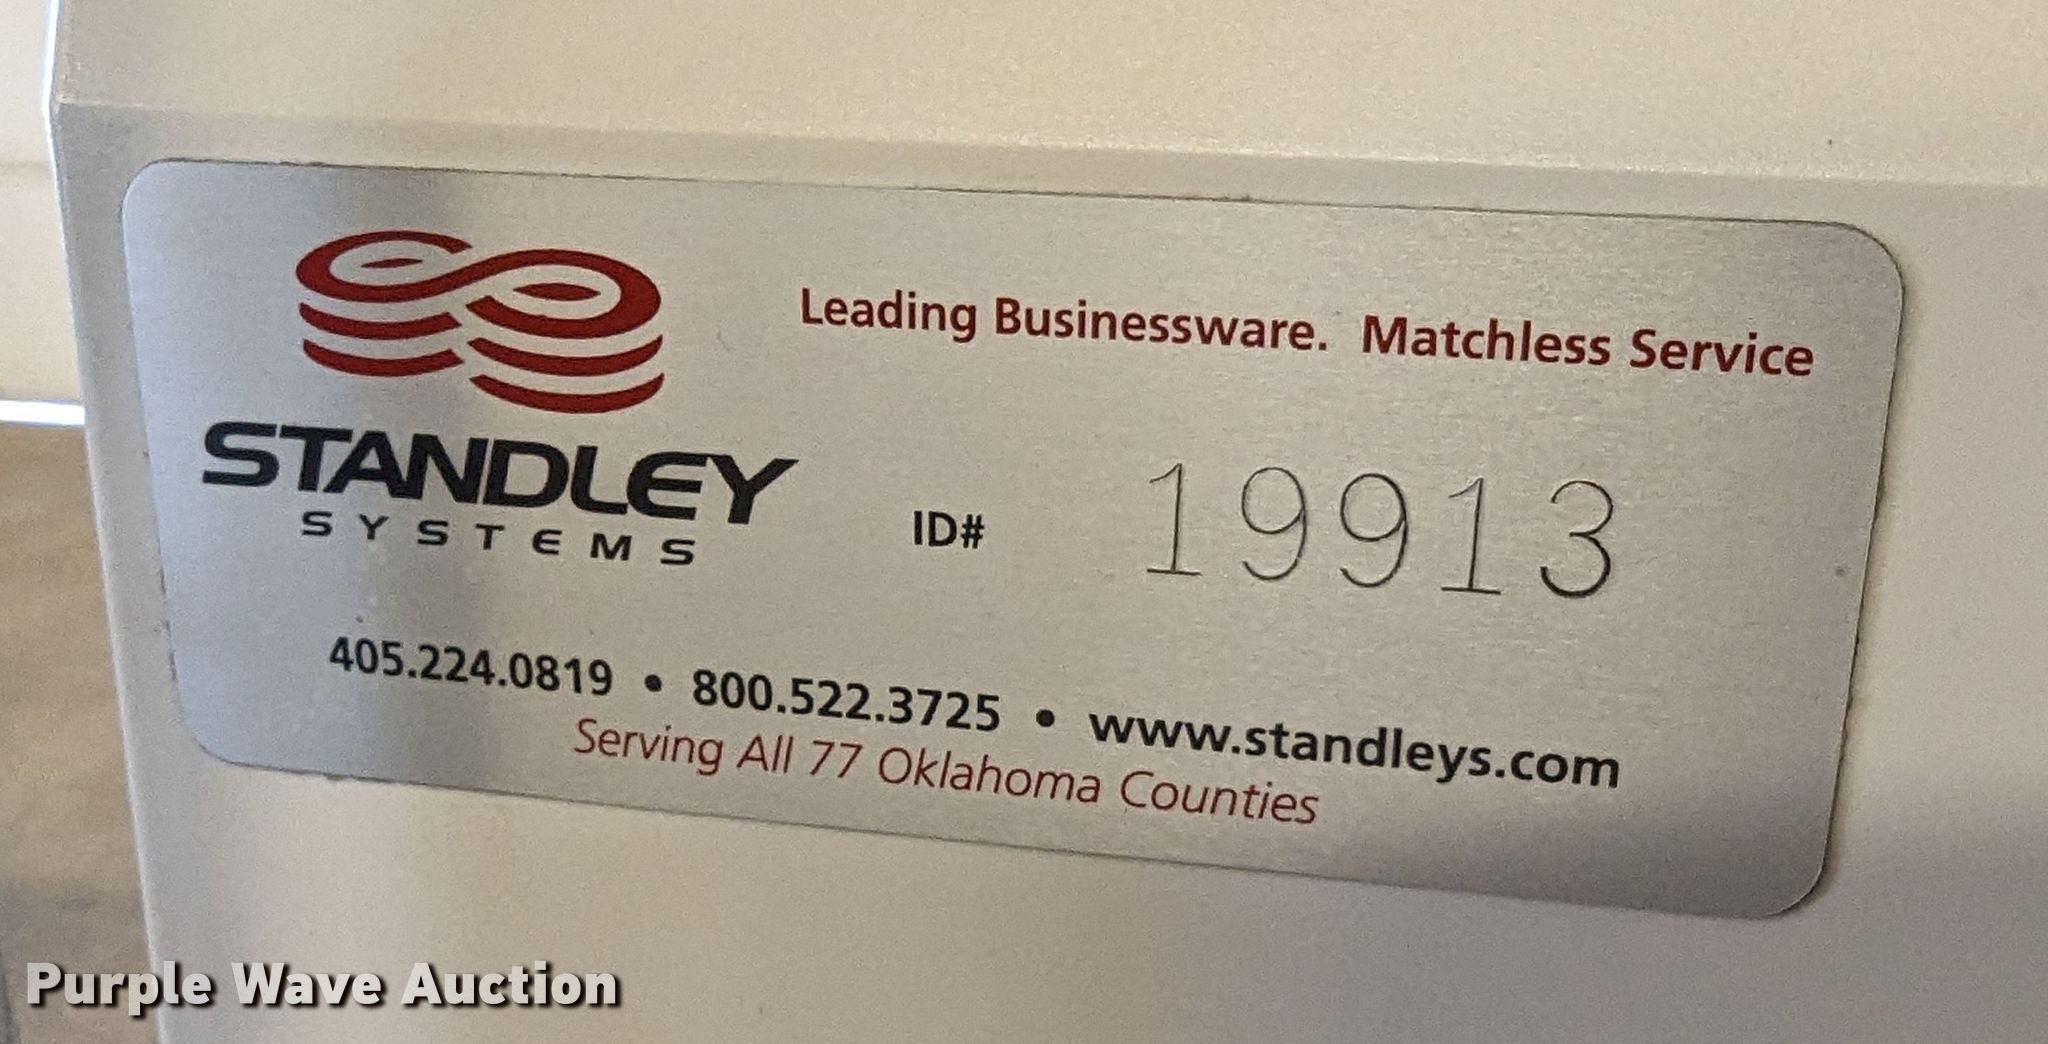 Leading Businessware.  Matchless Service
STANDLEY
SYSTEMS
ID# 19913
405.224.0819 • 800.522.3725 • www.standleys.com
Serving All 77 Oklahoma Counties
Purple Wave Auction